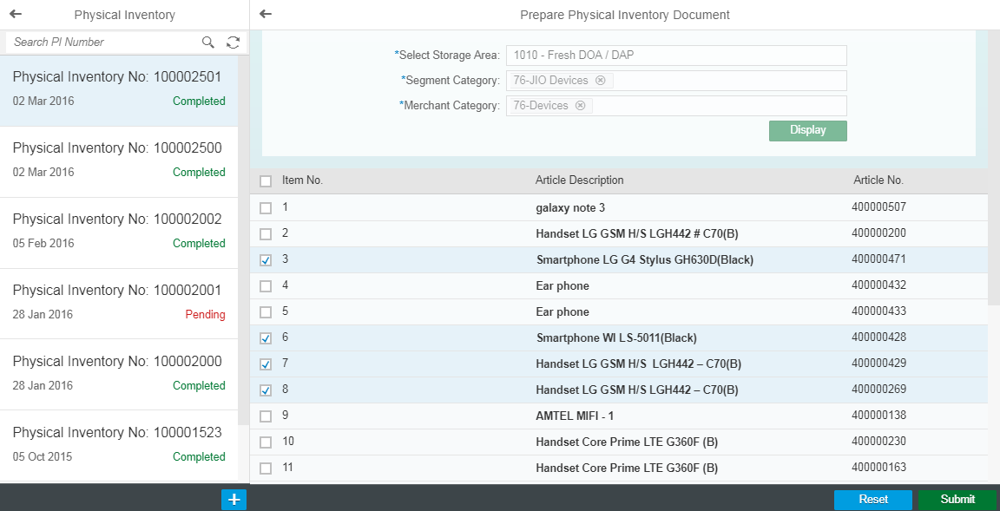 Physical Inventory
Search PI Number
Physical Inventory No: 100002501
02 Mar 2016 Completed
Physical Inventory No: 100002500
02 Mar 2016 Completed
Physical Inventory No: 100002002
05 Feb 2016 Completed
Physical Inventory No: 100002001
28 Jan 2016 Pending
Physical Inventory No: 100002000
28 Jan 2016 Completed
Physical Inventory No: 100001523
05 Oct 2015 Completed
Prepare Physical Inventory Document
*Select Storage Area: 1010 - Fresh DOA / DAP
*Segment Category: 76-JIO Devices
*Merchant Category: 76-Devices
Display
Item No. Article Description Article No.
1 galaxy note 3 400000507
2 Handset LG GSM H/S LGH442 # C70(B) 400000200
3 Smartphone LG G4 Stylus GH630D(Black) 400000471
4 Ear phone 400000432
5 Ear phone 400000433
6 Smartphone WI LS-5011(Black) 400000428
7 Handset LG GSM H/S  LGH442 – C70(B) 400000429
8 Handset LG GSM H/S LGH442 – C70(B) 400000269
9 AMTEL MIFI - 1 400000138
10 Handset Core Prime LTE G360F (B) 400000230
11 Handset Core Prime LTE G360F (B) 400000163
+ Reset Submit